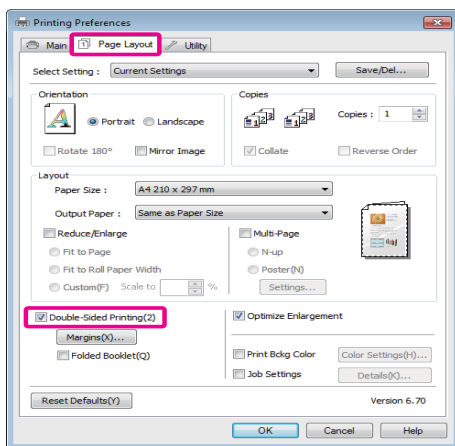 Printing Preferences
Main Page Layout Utility
Select Setting : Current Settings Save/Del...
Orientation Copies
Portrait Landscape Copies : 1
Rotate 180° Mirror Image Collate Reverse Order
Layout
Paper Size : A4 210 x 297 mm
Output Paper : Same as Paper Size
Reduce/Enlarge Multi-Page
Fit to Page N-up
Fit to Roll Paper Width Poster(N)
Custom(F) Scale to % Settings...
Double-Sided Printing(2) Optimize Enlargement
Margins(X)...
Folded Booklet(Q) Print Bckg Color Color Settings(H)...
Job Settings Details(K)...
Reset Defaults(Y) Version 6.70
OK Cancel Help